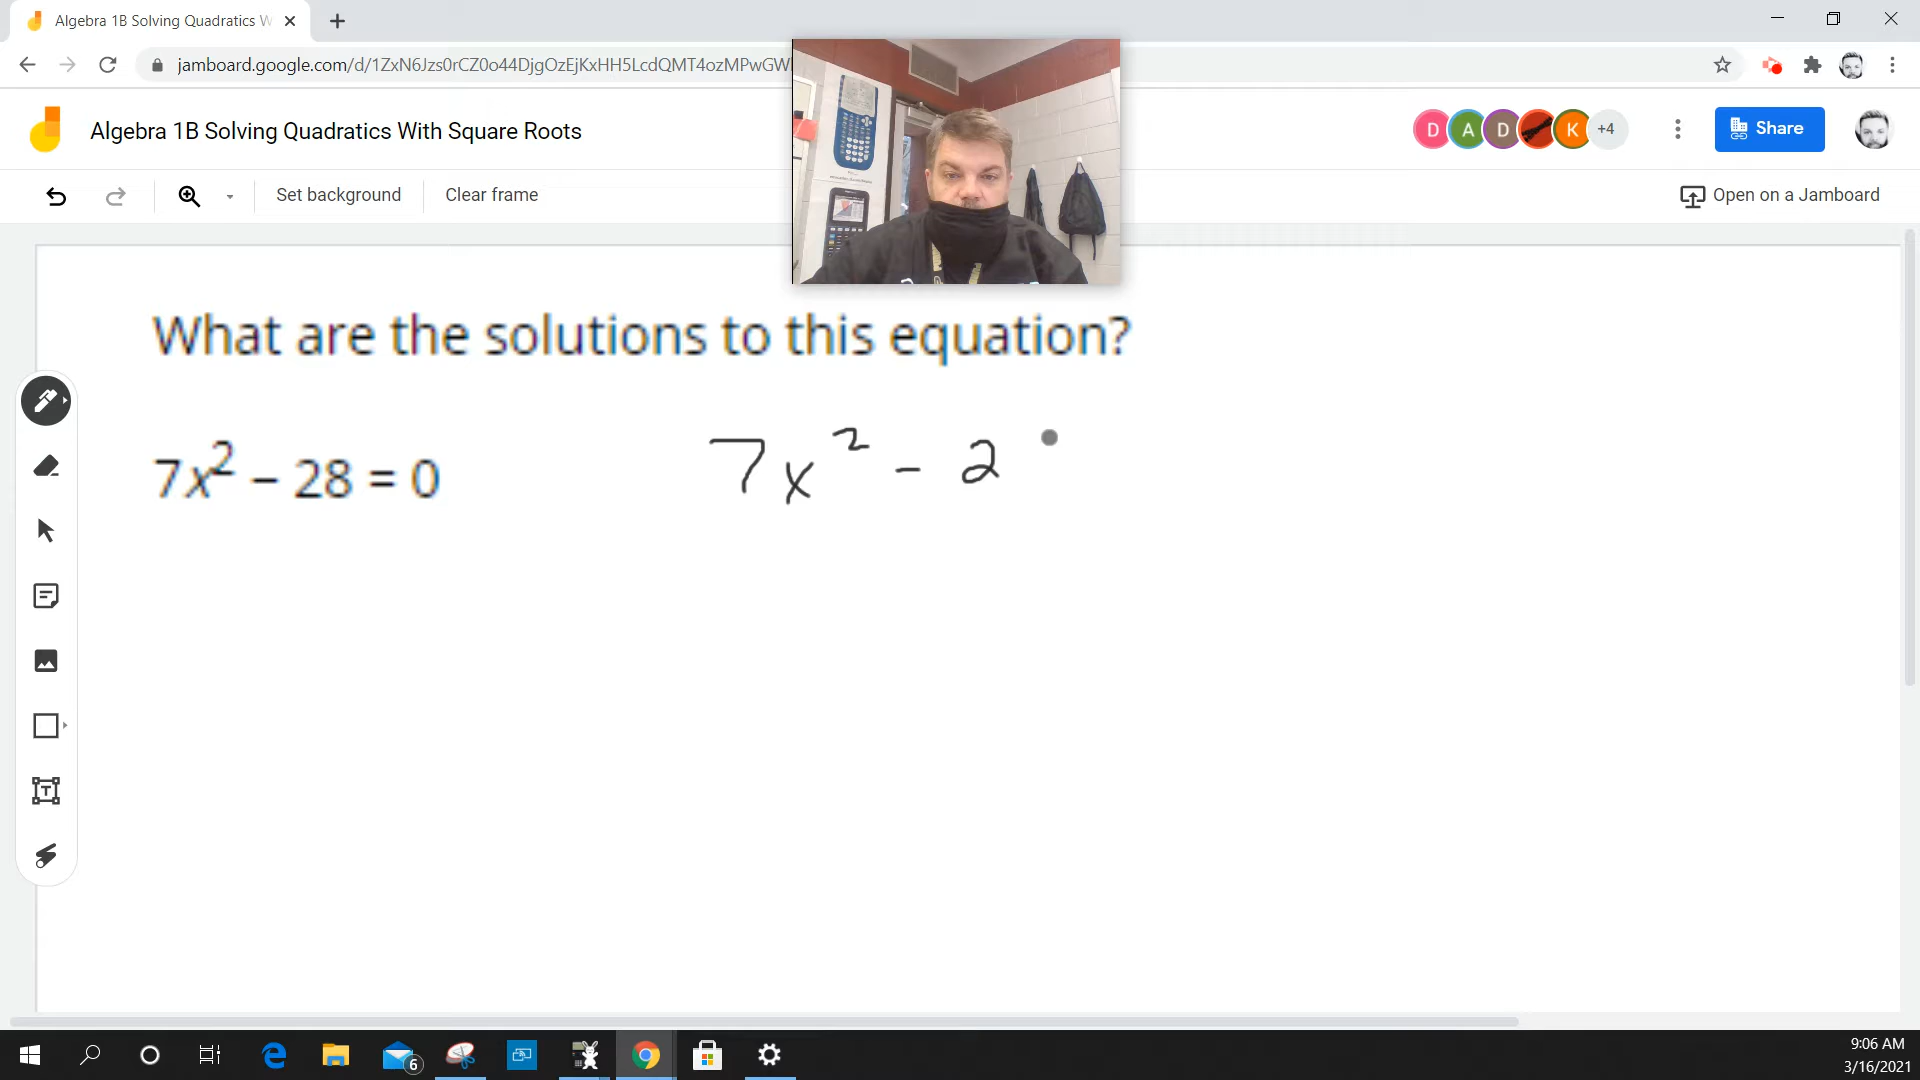 Algebra 1B Solving Quadratics W
jamboard.google.com/d/1ZxN6Jzs0rCZ0o44DjgOzEjKxHH5LcdQMT4ozMPwGW
Algebra 1B Solving Quadratics With Square Roots
D A D K +4
Share
Set background
Clear frame
Open on a Jamboard
What are the solutions to this equation?
7x² – 28 = 0
7x² - 2
6
9:06 AM
3/16/2021